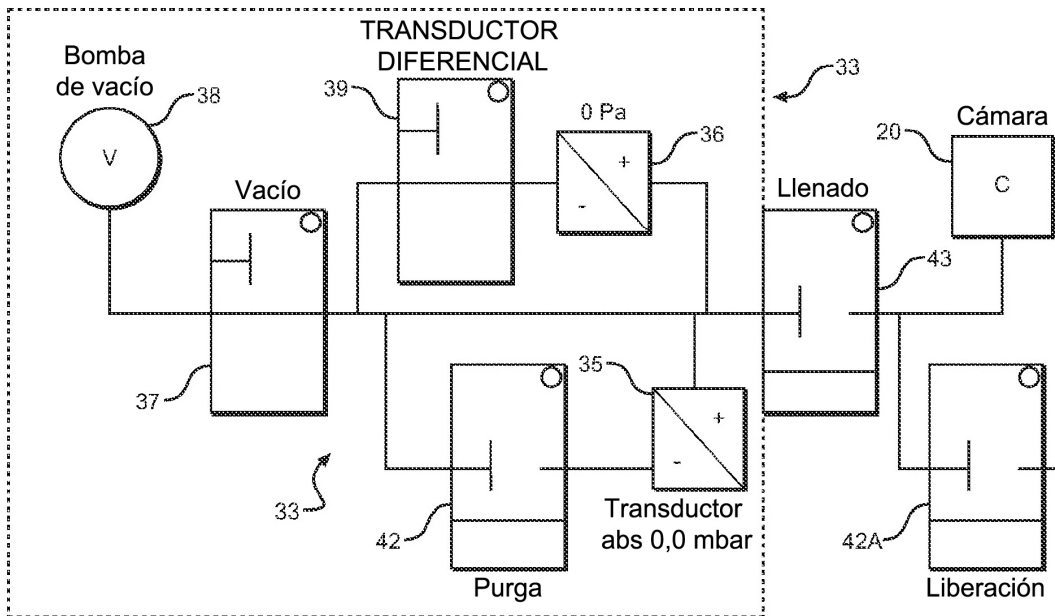 TRANSDUCTOR
DIFERENCIAL
Bomba
de vacío
38
39
33
0 Pa
Cámara
20
V
36
+
-
C
Vacío
Llenado
43
35
37
+
-
33
42
Transductor
abs 0,0 mbar
42A
Purga
Liberación